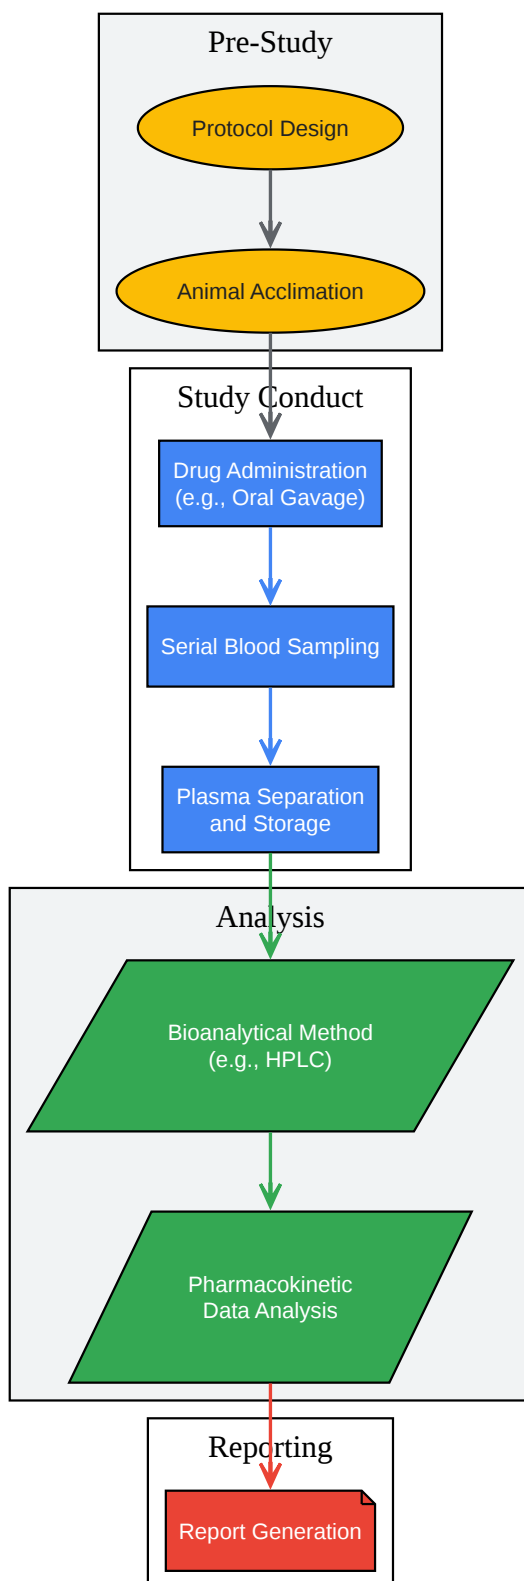 Pre-Study
Protocol Design
Animal Acclimation
Study Conduct
Drug Administration
(e.g., Oral Gavage)
Serial Blood Sampling
Plasma Separation
and Storage
Analysis
Bioanalytical Method
(e.g., HPLC)
Pharmacokinetic
Data Analysis
Reporting
Report Generation